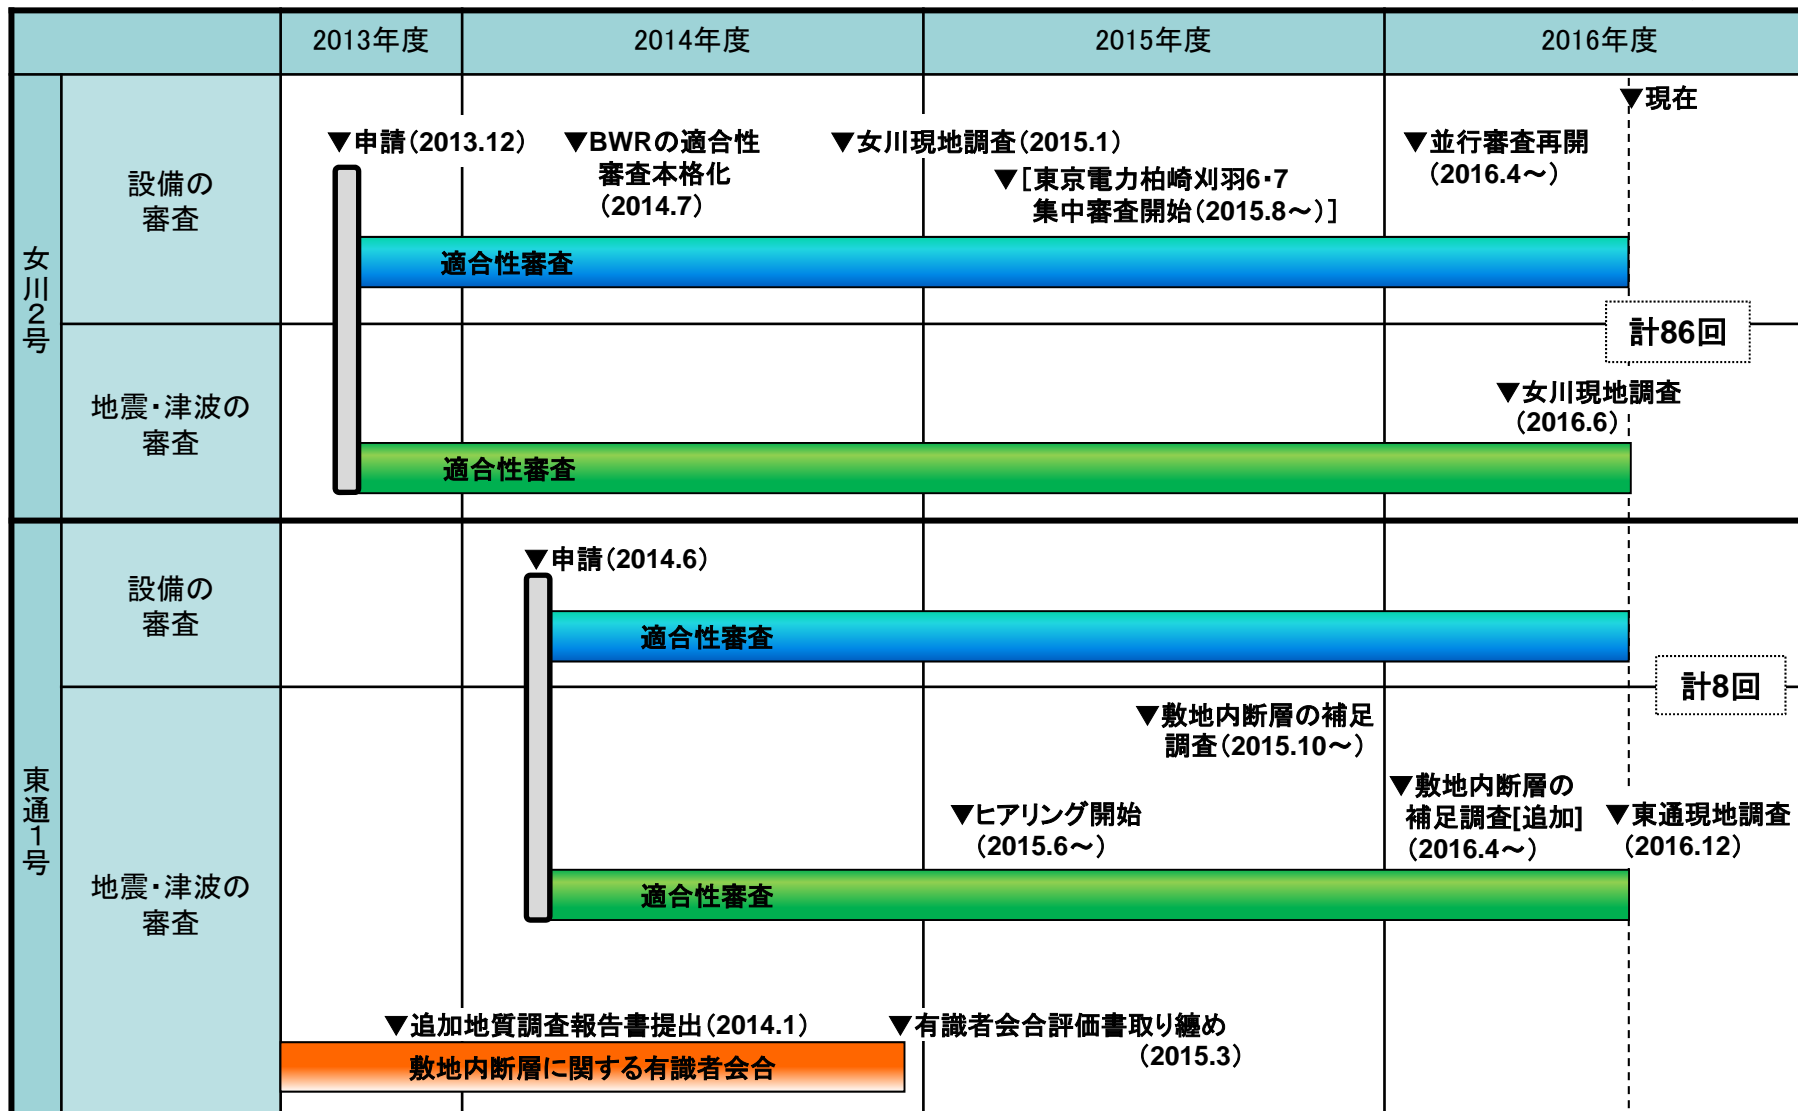 2013年度
2014年度
2015年度
2016年度
▼現在
女川2号
設備の
審査
▼申請(2013.12)
▼BWRの適合性
審査本格化
(2014.7)
▼女川現地調査(2015.1)
▼[東京電力柏崎刈羽6・7
集中審査開始(2015.8～)]
▼並行審査再開
(2016.4～)
適合性審査
計86回
地震・津波の
審査
▼女川現地調査
(2016.6)
適合性審査
東通1号
設備の
審査
▼申請(2014.6)
適合性審査
計8回
地震・津波の
審査
▼敷地内断層の補足
調査(2015.10～)
▼ヒアリング開始
(2015.6～)
▼敷地内断層の
補足調査[追加]
(2016.4～)
▼東通現地調査
(2016.12)
適合性審査
▼追加地質調査報告書提出(2014.1)
▼有識者会合評価書取り纏め
(2015.3)
敷地内断層に関する有識者会合